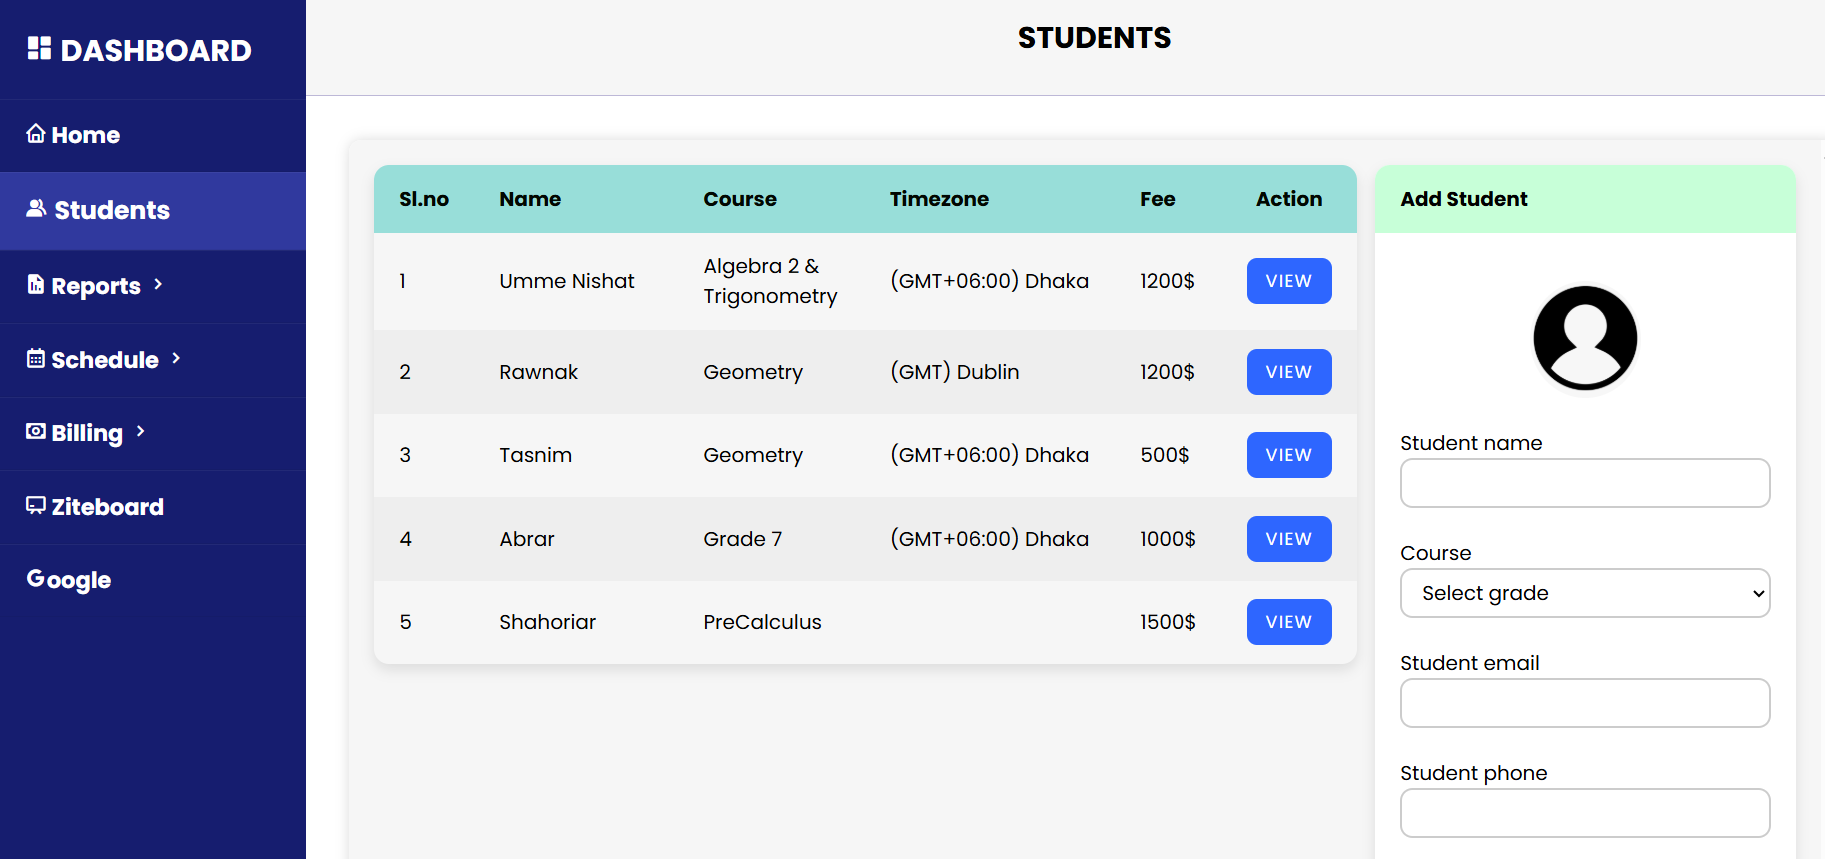 DASHBOARD
Home
Students
Reports
Schedule
Billing
Ziteboard
Google
STUDENTS
Sl.no Name Course Timezone Fee Action
1 Umme Nishat Algebra 2 & Trigonometry (GMT+06:00) Dhaka 1200$ VIEW
2 Rawnak Geometry (GMT) Dublin 1200$ VIEW
3 Tasnim Geometry (GMT+06:00) Dhaka 500$ VIEW
4 Abrar Grade 7 (GMT+06:00) Dhaka 1000$ VIEW
5 Shahoriar PreCalculus 1500$ VIEW
Add Student
Student name
Course
Select grade
Student email
Student phone